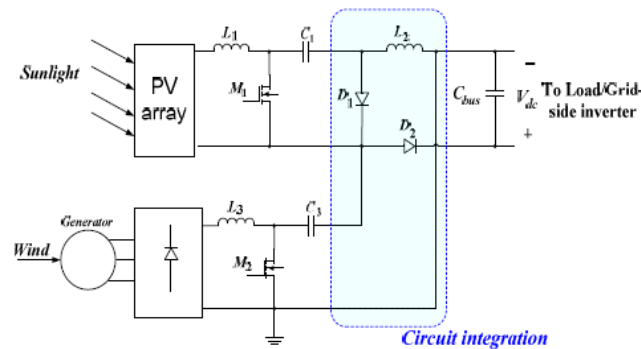 L1
C1
L2
Sunlight
PV
array
M1
D1
D2
Cbus
−
Vdc
+
To Load/Grid-
side inverter
Generator
L3
C3
Wind
M2
Circuit integration